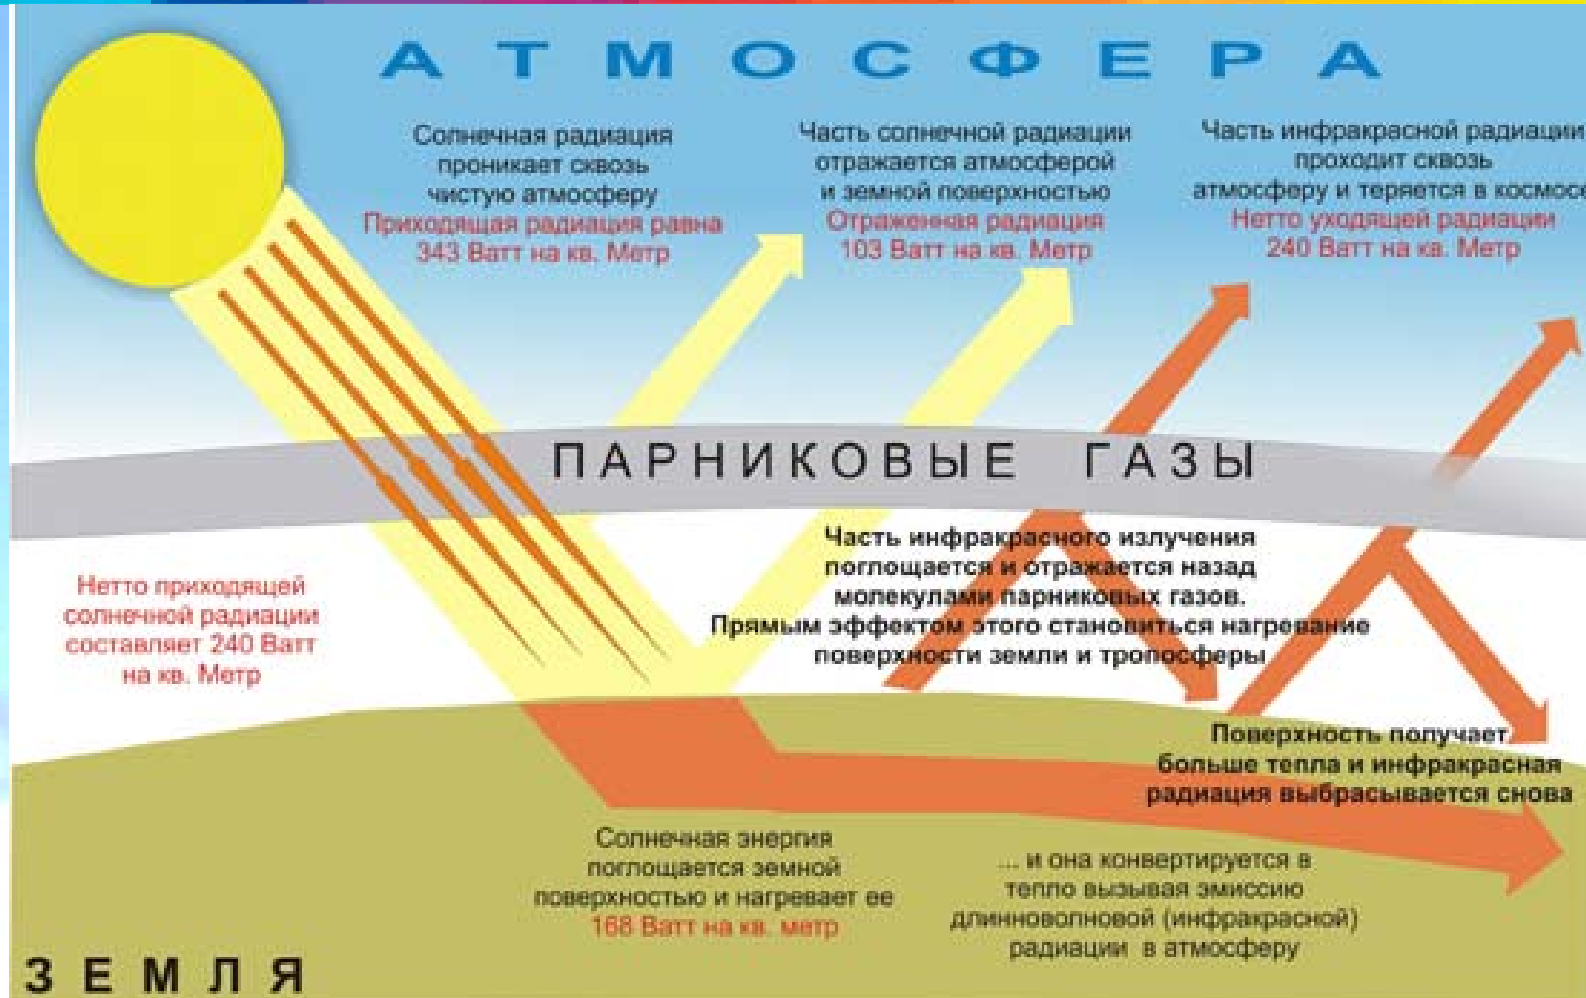 АТМОСФЕРА
Солнечная радиация
проникает сквозь
чистую атмосферу
Приходящая радиация равна
343 Ватт на кв. Метр
Часть солнечной радиации
отражается атмосферой
и земной поверхностью
Отраженная радиация
103 Ватт на кв. Метр
Часть инфракрасной радиации
проходит сквозь
атмосферу и теряется в космосе
Нетто уходящей радиации
240 Ватт на кв. Метр
ПАРНИКОВЫЕ ГАЗЫ
Нетто приходящей
солнечной радиации
составляет 240 Ватт
на кв. Метр
Часть инфракрасного излучения
поглощается и отражается назад
молекулами парниковых газов.
Прямым эффектом этого становиться нагревание
поверхности земли и тропосферы
Поверхность получает
больше тепла и инфракрасная
радиация выбрасывается снова
Солнечная энергия
поглощается земной
поверхностью и нагревает ее
168 Ватт на кв. метр
... и она конвертируется в
тепло вызывая эмиссию
длинноволновой (инфракрасной)
радиации в атмосферу
ЗЕМЛЯ